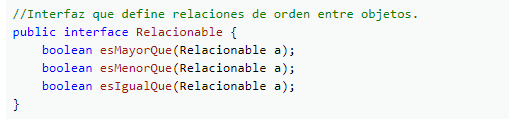 //Interfaz que define relaciones de orden entre objetos.
public interface Relacionable {
    boolean esMayorQue(Relacionable a);
    boolean esMenorQue(Relacionable a);
    boolean esIgualQue(Relacionable a);
}